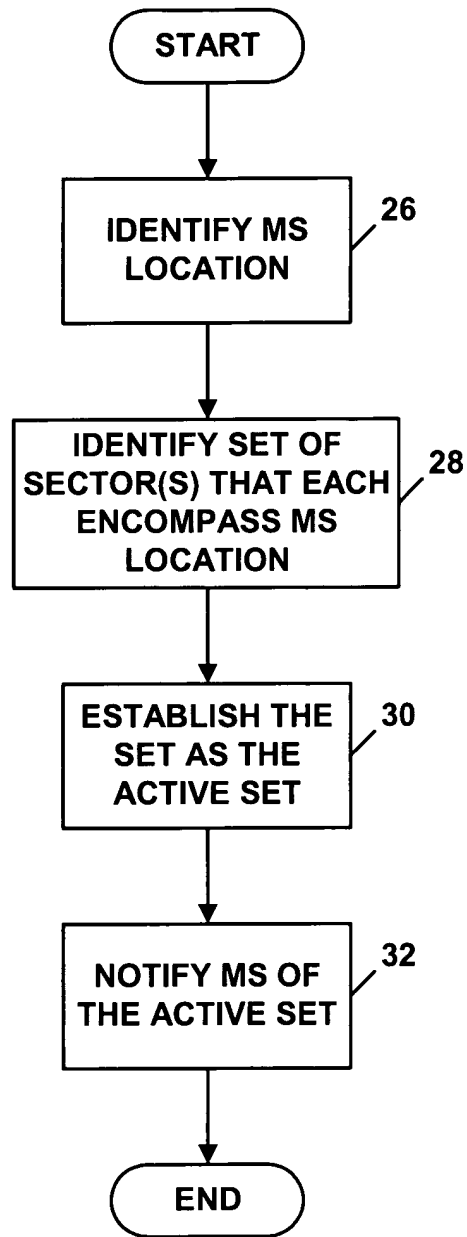 START
26
IDENTIFY MS
LOCATION
IDENTIFY SET OF
SECTOR(S) THAT EACH
ENCOMPASS MS
LOCATION
28
ESTABLISH THE
SET AS THE
ACTIVE SET
30
NOTIFY MS OF
THE ACTIVE SET
32
END